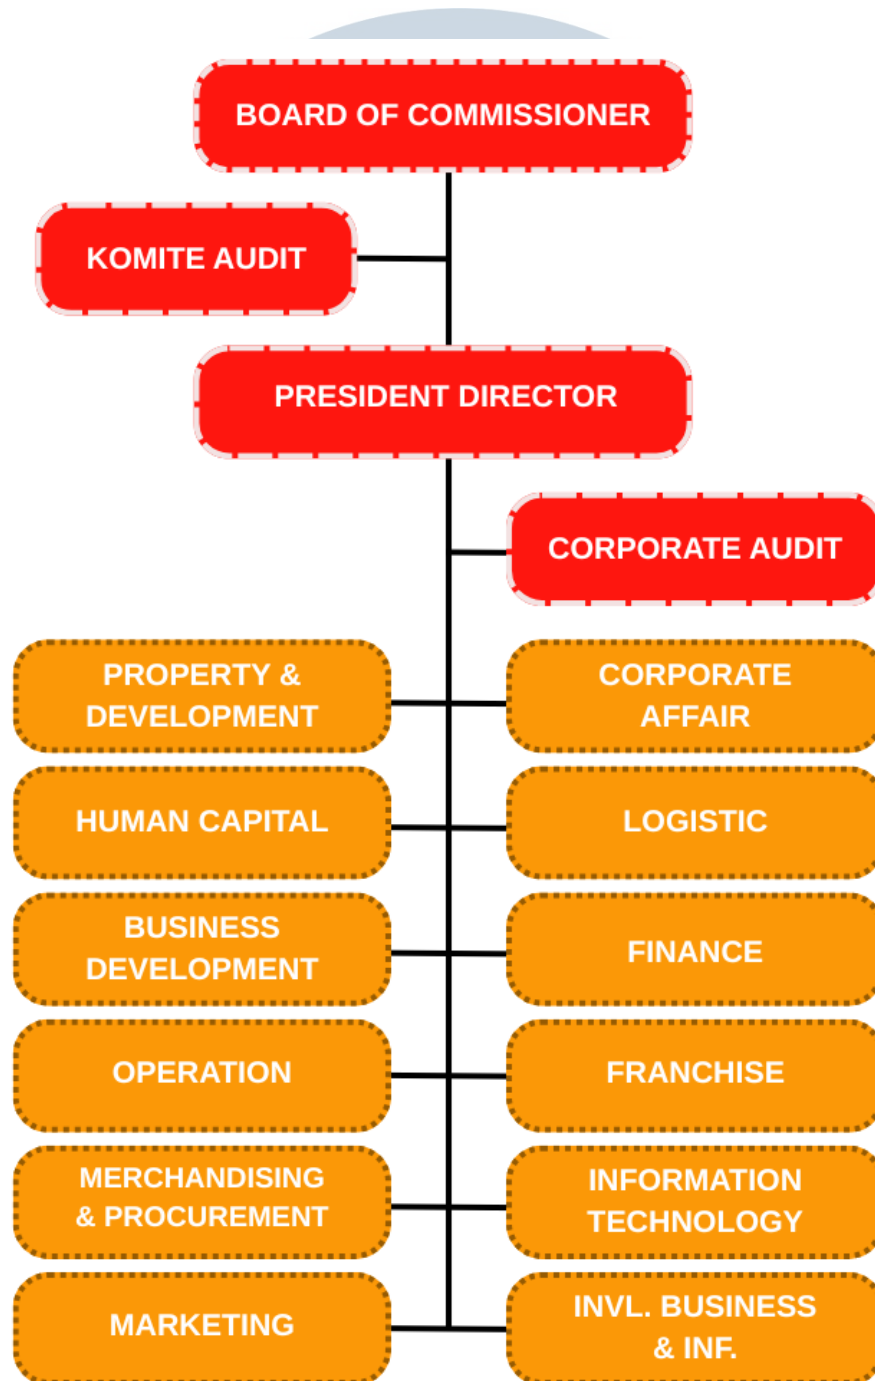 BOARD OF COMMISSIONER
KOMITE AUDIT
PRESIDENT DIRECTOR
CORPORATE AUDIT
PROPERTY &
DEVELOPMENT
CORPORATE
AFFAIR
HUMAN CAPITAL
LOGISTIC
BUSINESS
DEVELOPMENT
FINANCE
OPERATION
FRANCHISE
MERCHANDISING
& PROCUREMENT
INFORMATION
TECHNOLOGY
MARKETING
INVL. BUSINESS
& INF.